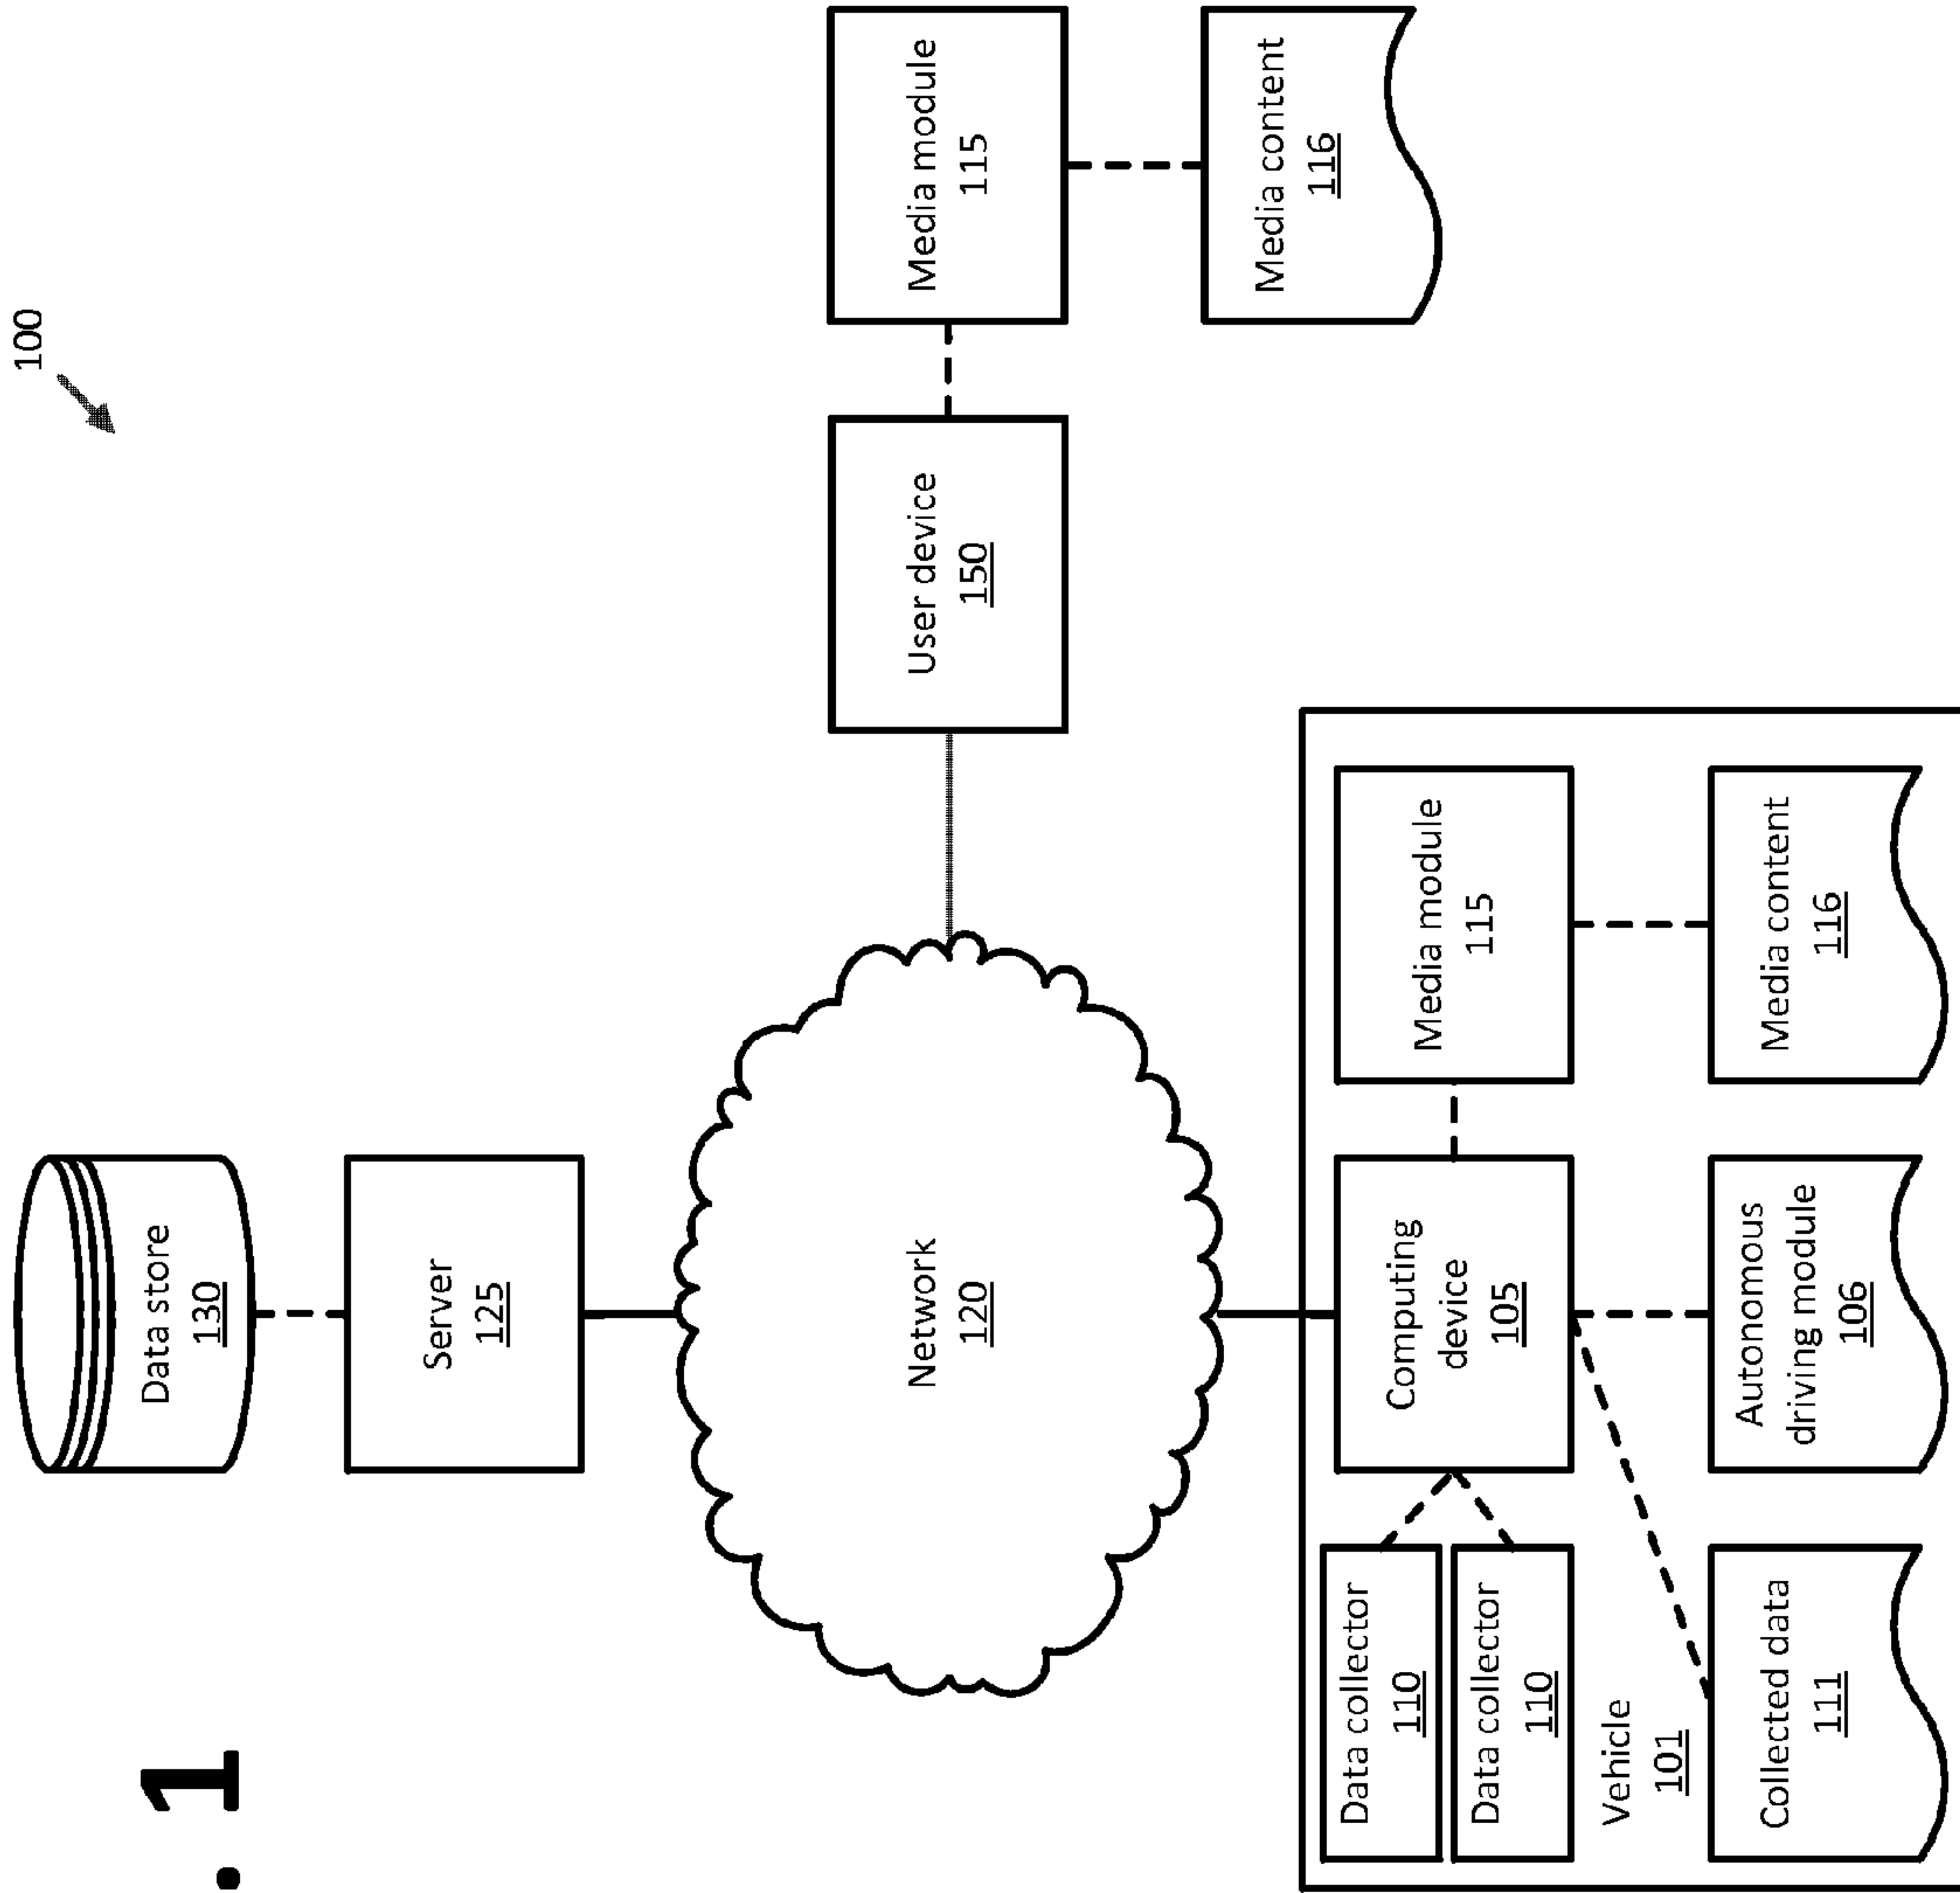 . 1
100
Data store
130
Server
125
Network
120
User device
150
Media module
115
Media content
116
Data collector
110
Data collector
110
Computing
device
105
Media module
115
Vehicle
101
Collected data
111
Autonomous
driving module
106
Media content
116